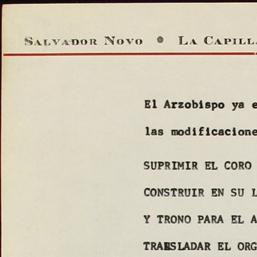 SALVADOR NOVO • LA CAPILL
El Arzobispo ya e
las modificacione
SUPRIMIR EL CORO
CONSTRUIR EN SU L
Y TRONO PARA EL A
TRAESLADAR EL ORG